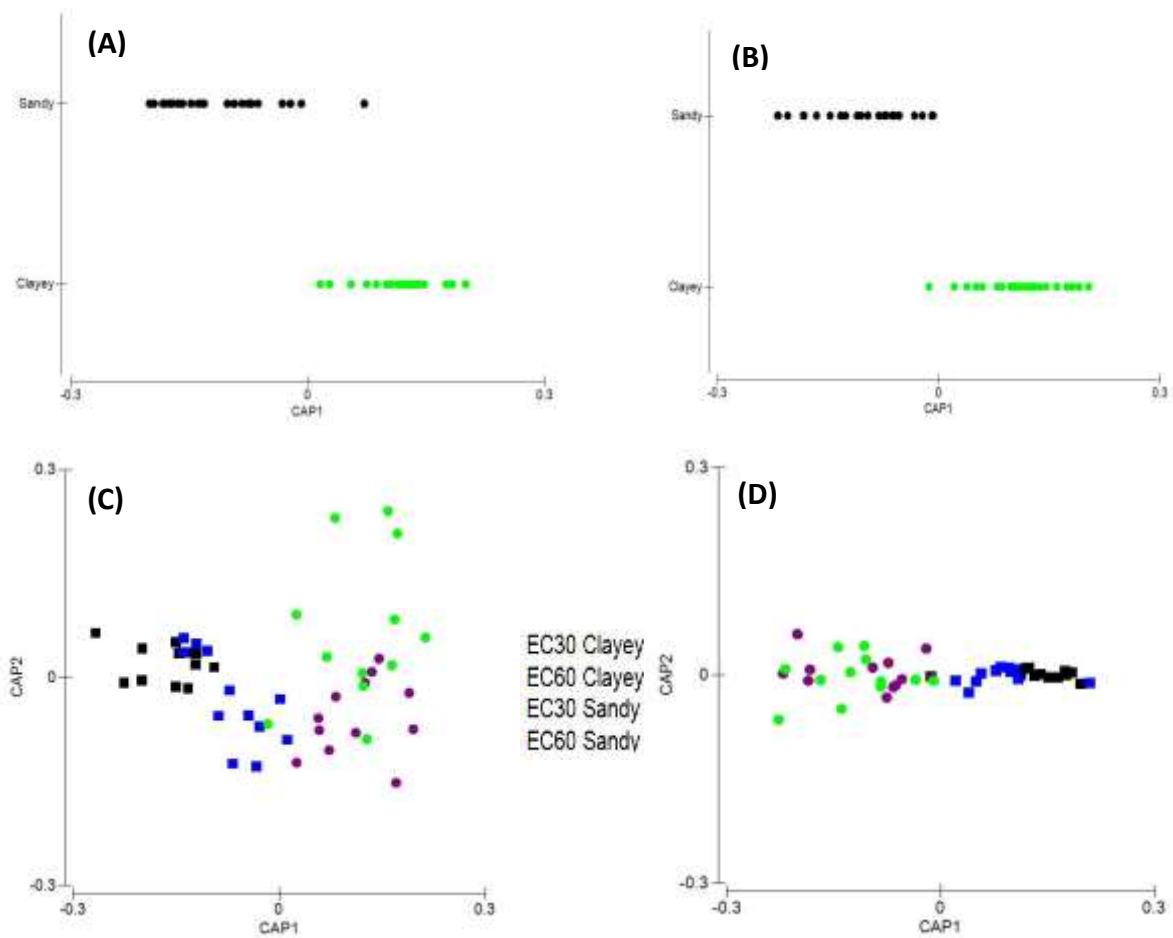 (A)
Sandy
Clayey
-0.3
0
0.3
CAP1
(B)
Sandy
Clayey
-0.3
0
0.3
CAP1
(C)
0.3
0
-0.3
CAP2
-0.3
0
0.3
CAP1
EC30 Clayey
EC60 Clayey
EC30 Sandy
EC60 Sandy
(D)
0.3
0
-0.3
CAP2
-0.3
0
0.3
CAP1